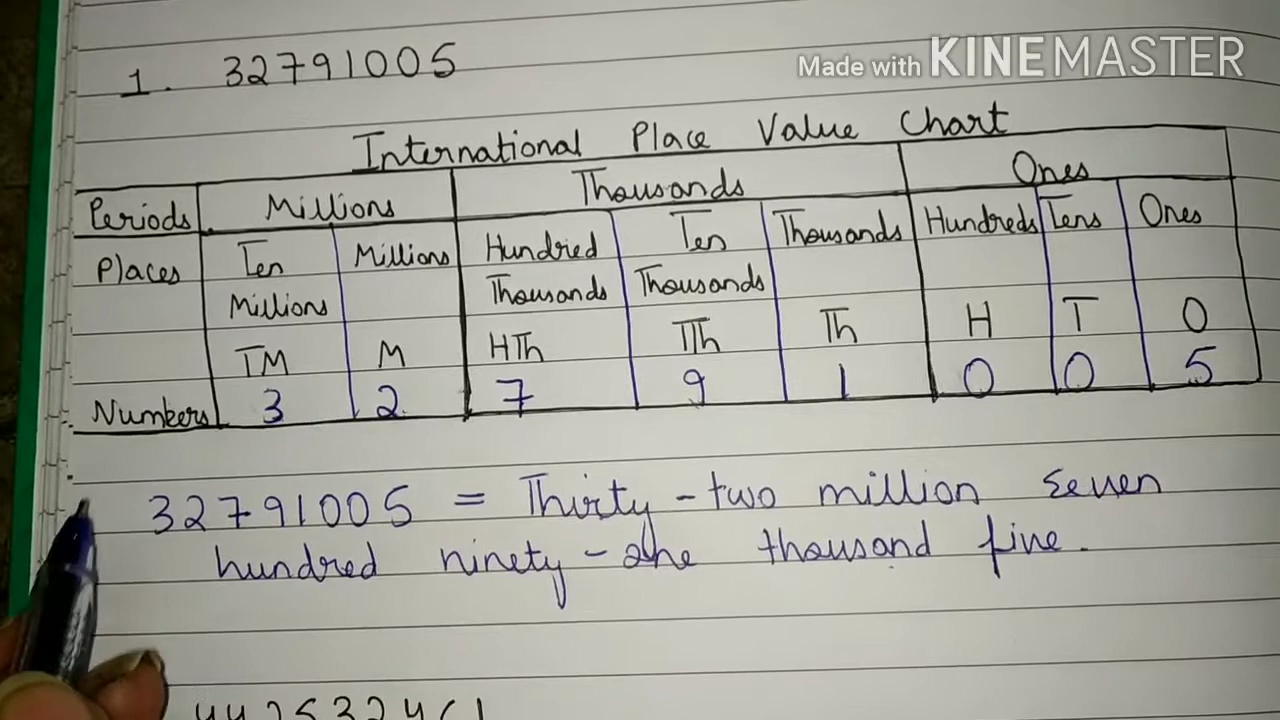 Made with KINEMASTER
1. 32791005
International Place Value Chart
Periods Millions Thousands Ones
Places Ten Millions Millions Hundred Thousands Ten Thousands Thousands Hundreds Tens Ones
TM M HTh TTh Th H T O
Numbers 3 2 7 9 1 0 0 5
32791005 = Thirty-two million seven
hundred ninety-one thousand five.